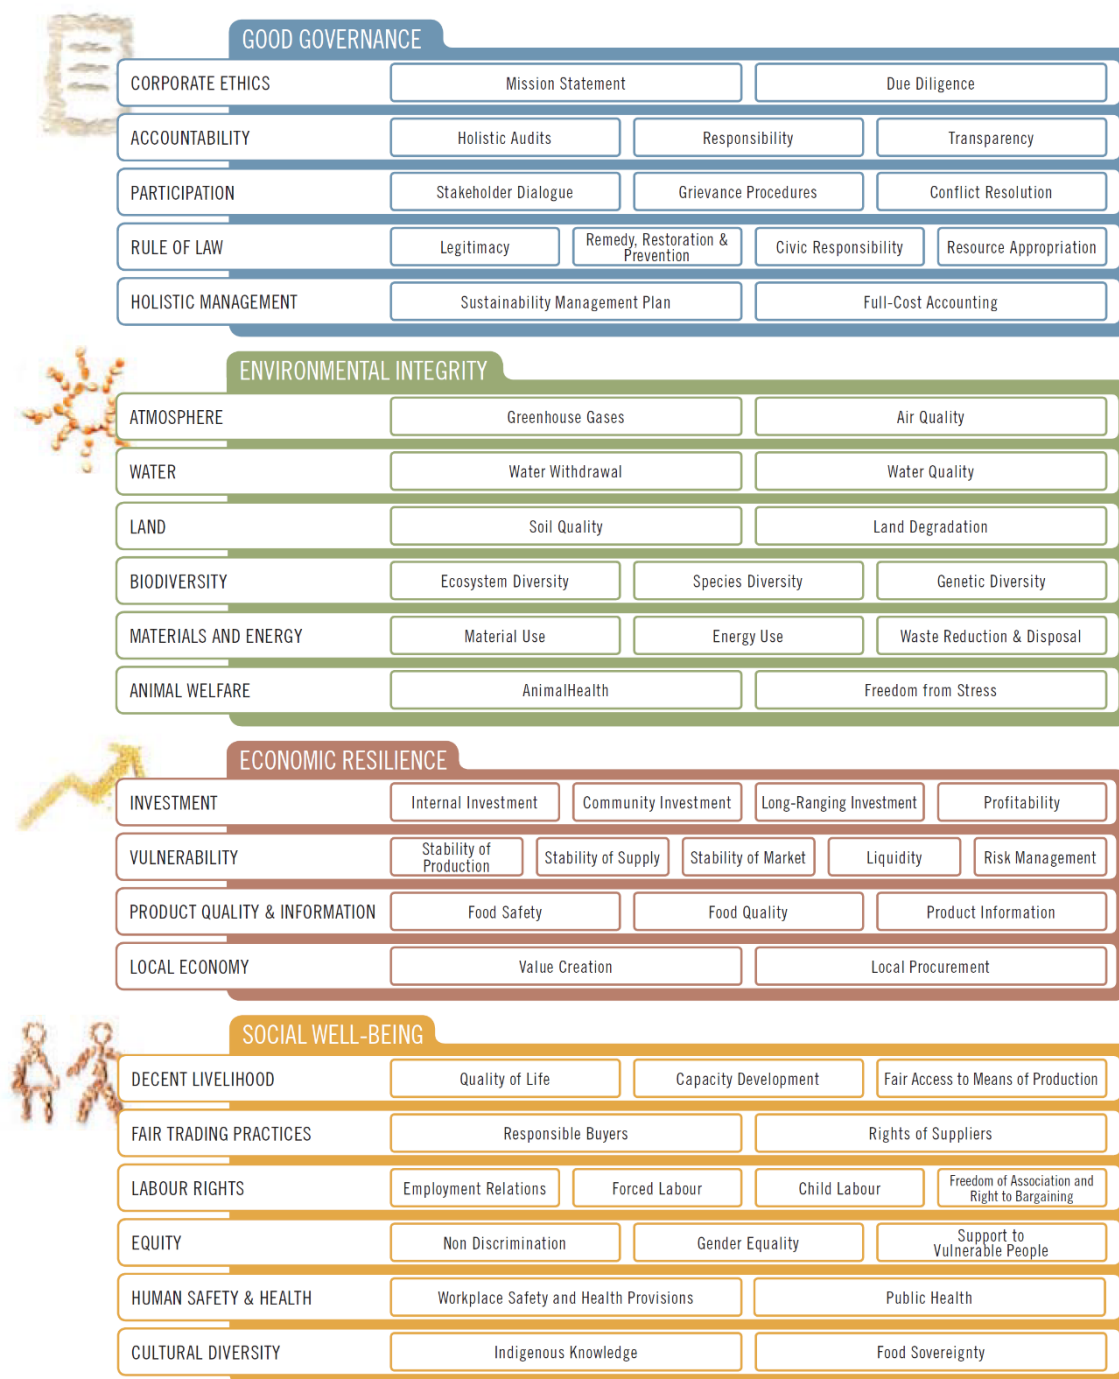 GOOD GOVERNANCE
CORPORATE ETHICS
Mission Statement
Due Diligence
ACCOUNTABILITY
Holistic Audits
Responsibility
Transparency
PARTICIPATION
Stakeholder Dialogue
Grievance Procedures
Conflict Resolution
RULE OF LAW
Legitimacy
Remedy, Restoration &
Prevention
Civic Responsibility
Resource Appropriation
HOLISTIC MANAGEMENT
Sustainability Management Plan
Full-Cost Accounting
ENVIRONMENTAL INTEGRITY
ATMOSPHERE
Greenhouse Gases
Air Quality
WATER
Water Withdrawal
Water Quality
LAND
Soil Quality
Land Degradation
BIODIVERSITY
Ecosystem Diversity
Species Diversity
Genetic Diversity
MATERIALS AND ENERGY
Material Use
Energy Use
Waste Reduction & Disposal
ANIMAL WELFARE
AnimalHealth
Freedom from Stress
ECONOMIC RESILIENCE
INVESTMENT
Internal Investment
Community Investment
Long-Ranging Investment
Profitability
VULNERABILITY
Stability of
Production
Stability of Supply
Stability of Market
Liquidity
Risk Management
PRODUCT QUALITY & INFORMATION
Food Safety
Food Quality
Product Information
LOCAL ECONOMY
Value Creation
Local Procurement
SOCIAL WELL-BEING
DECENT LIVELIHOOD
Quality of Life
Capacity Development
Fair Access to Means of Production
FAIR TRADING PRACTICES
Responsible Buyers
Rights of Suppliers
LABOUR RIGHTS
Employment Relations
Forced Labour
Child Labour
Freedom of Association and
Right to Bargaining
EQUITY
Non Discrimination
Gender Equality
Support to
Vulnerable People
HUMAN SAFETY & HEALTH
Workplace Safety and Health Provisions
Public Health
CULTURAL DIVERSITY
Indigenous Knowledge
Food Sovereignty